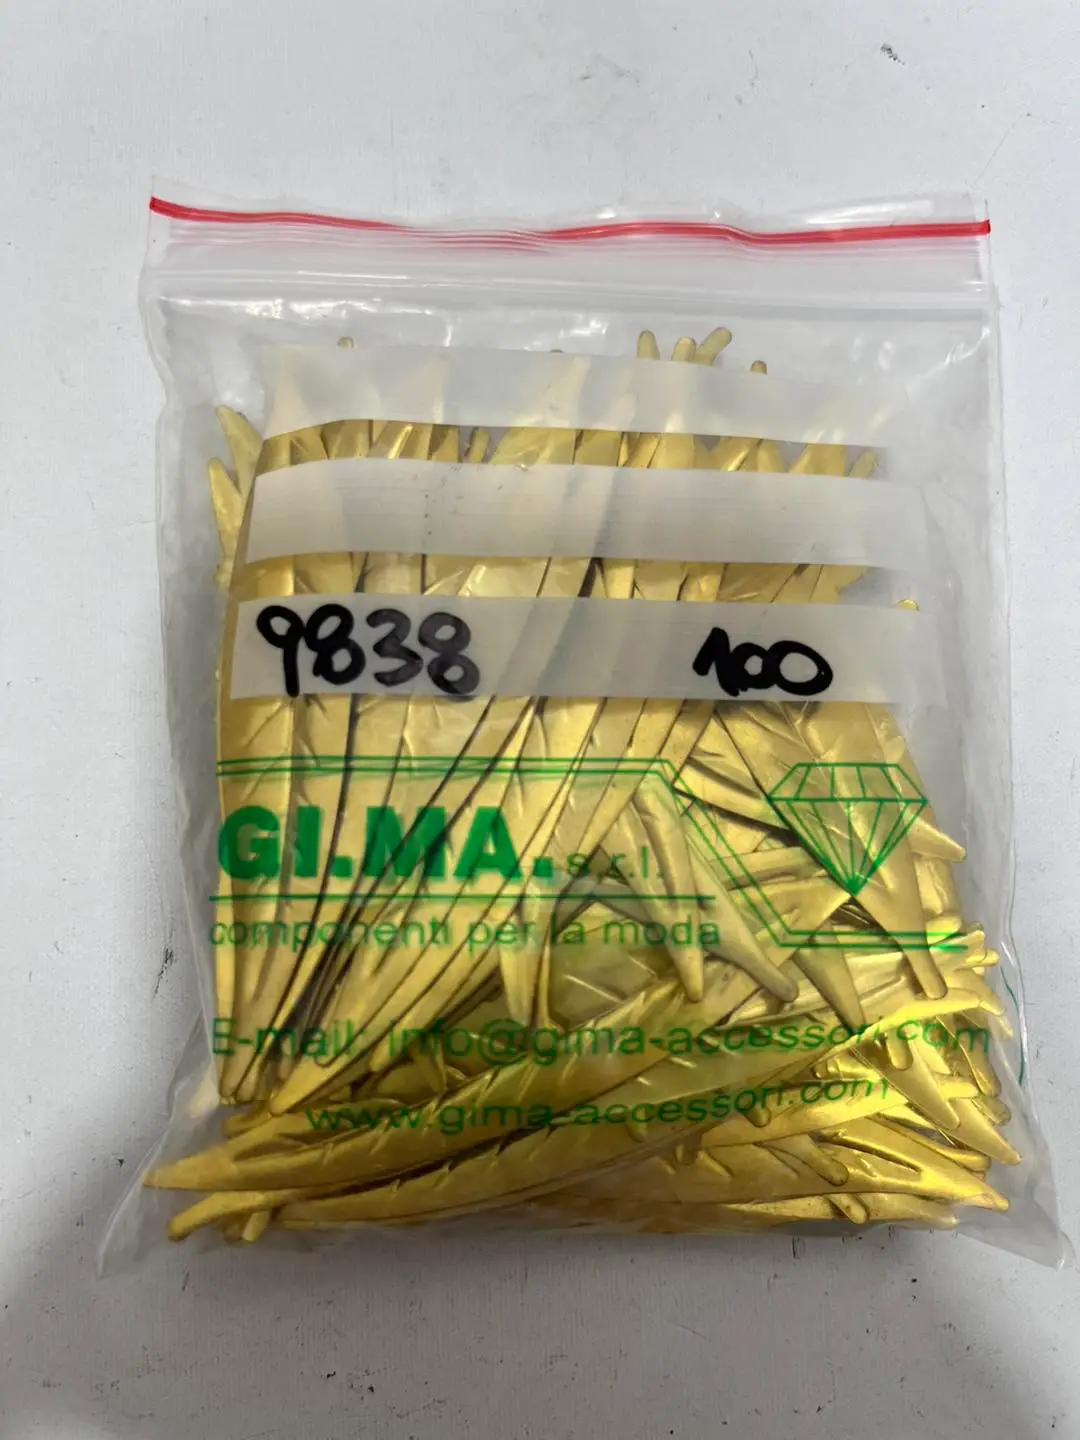 9838 100
GI.MA. s.r.l.
componenti per la moda
E-mail: info@gima-accessori.com
www.gima-accessori.com